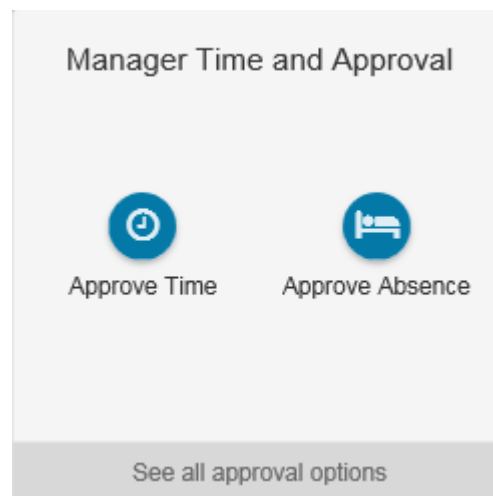 Manager Time and Approval
Approve Time
Approve Absence
See all approval options